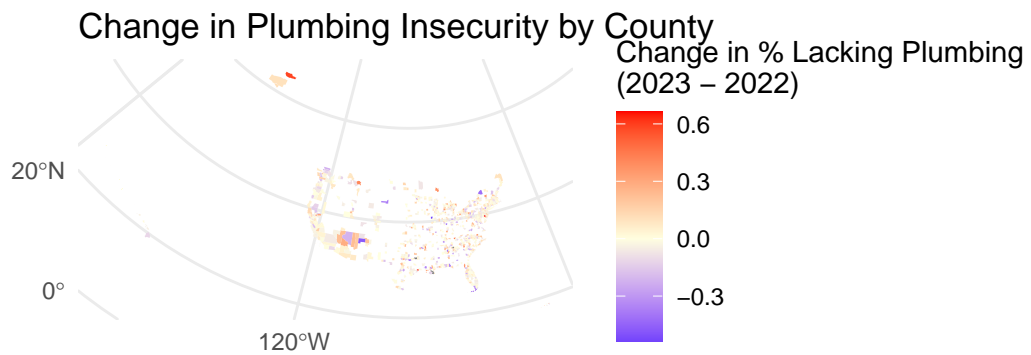 Change in Plumbing Insecurity by County
Change in % Lacking Plumbing
(2023 − 2022)
0.6
0.3
0.0
−0.3
20°N
0°
120°W